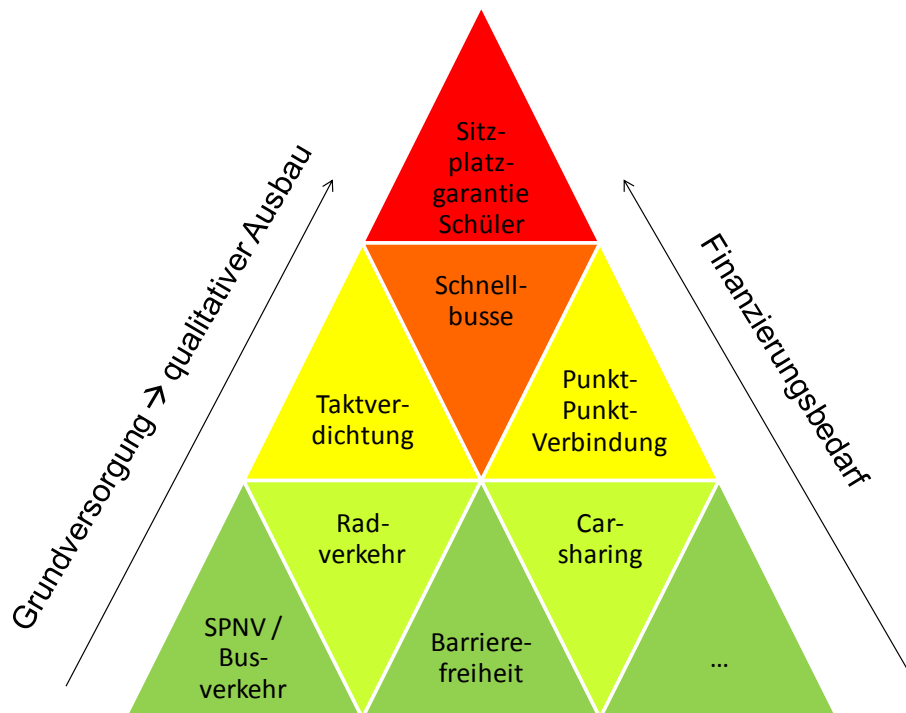 Grundversorgung → qualitativer Ausbau
Finanzierungsbedarf
Sitz-
platz-
garantie
Schüler
Schnell-
busse
Taktver-
dichtung
Punkt-
Punkt-
Verbindung
Rad-
verkehr
Car-
sharing
SPNV /
Bus-
verkehr
Barriere-
freiheit
...